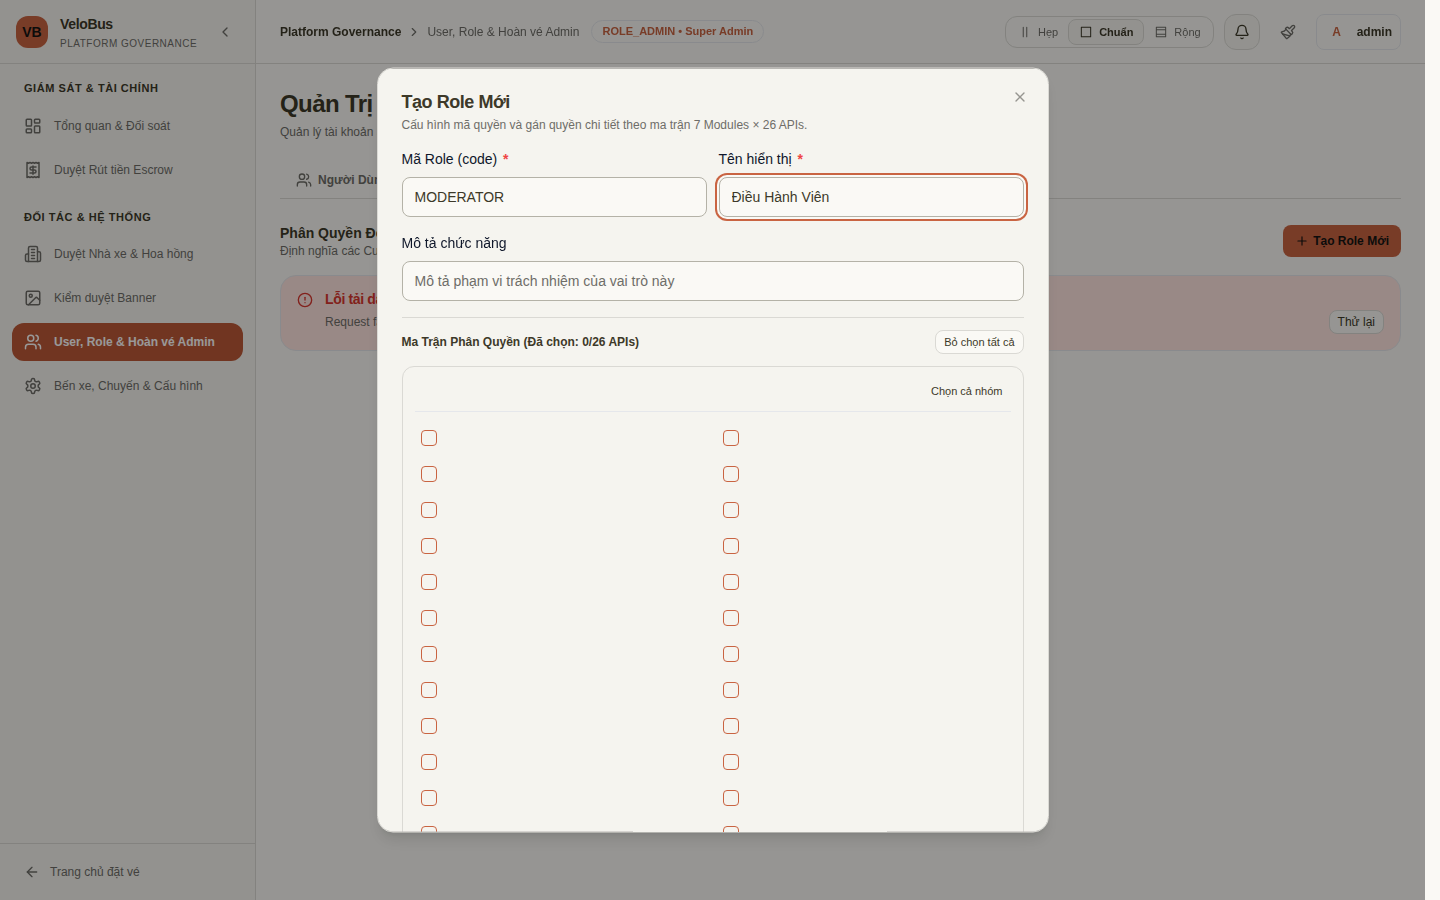 VB
VeloBus
PLATFORM GOVERNANCE
GIÁM SÁT & TÀI CHÍNH
Tổng quan & Đối soát
Duyệt Rút tiền Escrow
ĐỐI TÁC & HỆ THỐNG
Duyệt Nhà xe & Hoa hồng
Kiểm duyệt Banner
User, Role & Hoàn vé Admin
Bến xe, Chuyến & Cấu hình
Trang chủ đặt vé
Platform Governance
User, Role & Hoàn vé Admin
ROLE_ADMIN • Super Admin
Hẹp
Chuẩn
Rộng
A
admin
Quản Trị
Quản lý tài khoản
Người
Phân Quyền
Định nghĩa các
Tạo Role Mới
Lỗi tải
Request
Thử lại
Tạo Role Mới
Cấu hình mã quyền và gán quyền chi tiết theo ma trận 7 Modules × 26 APIs.
Mã Role (code) *
Tên hiển thị *
MODERATOR
Điều Hành Viên
Mô tả chức năng
Mô tả phạm vi trách nhiệm của vai trò này
Ma Trận Phân Quyền (Đã chọn: 0/26 APIs)
Bỏ chọn tất cả
Chọn cả nhóm